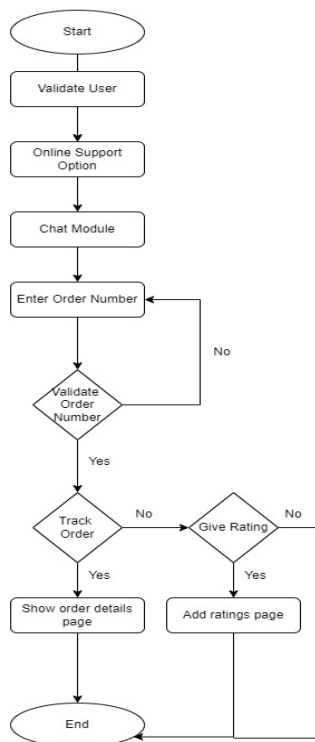 Start
Validate User
Online Support
Option
Chat Module
Enter Order Number
No
Validate
Order
Number
Yes
Track
Order
No
Give Rating
No
Yes
Yes
Show order details
page
Add ratings page
End